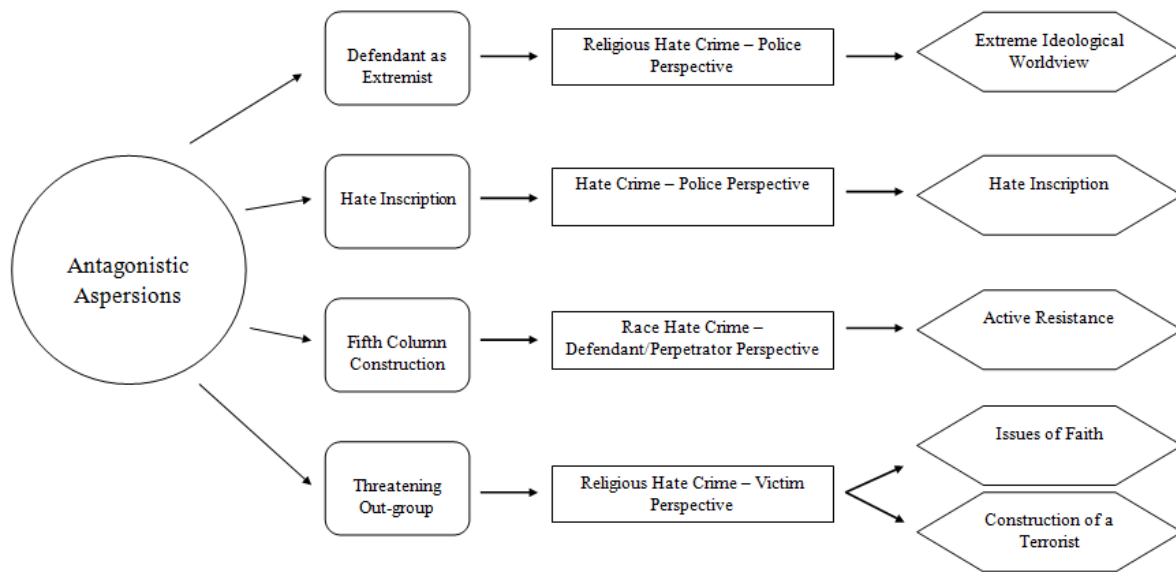 Antagonistic
Aspersions
Defendant as
Extremist
Religious Hate Crime – Police
Perspective
Extreme Ideological
Worldview
Hate Inscription
Hate Crime – Police Perspective
Hate Inscription
Fifth Column
Construction
Race Hate Crime –
Defendant/Perpetrator Perspective
Active Resistance
Threatening
Out-group
Religious Hate Crime – Victim
Perspective
Issues of Faith
Construction of a
Terrorist